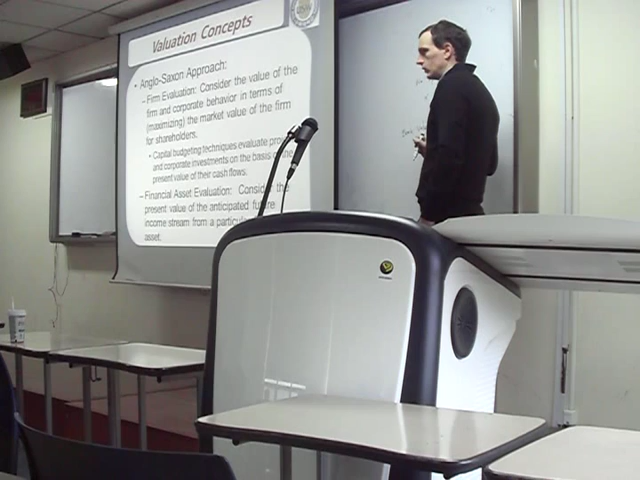 Valuation Concepts
• Anglo-Saxon Approach:
– Firm Evaluation: Consider the value of the
firm and corporate behavior in terms of
(maximizing) the market value of the firm
for shareholders.
• Capital budgeting techniques evaluate
and corporate investments on the basis of the
present value of their cash flows.
– Financial Asset Evaluation: Consider the
present value of the anticipated future
income stream from a particular
asset.